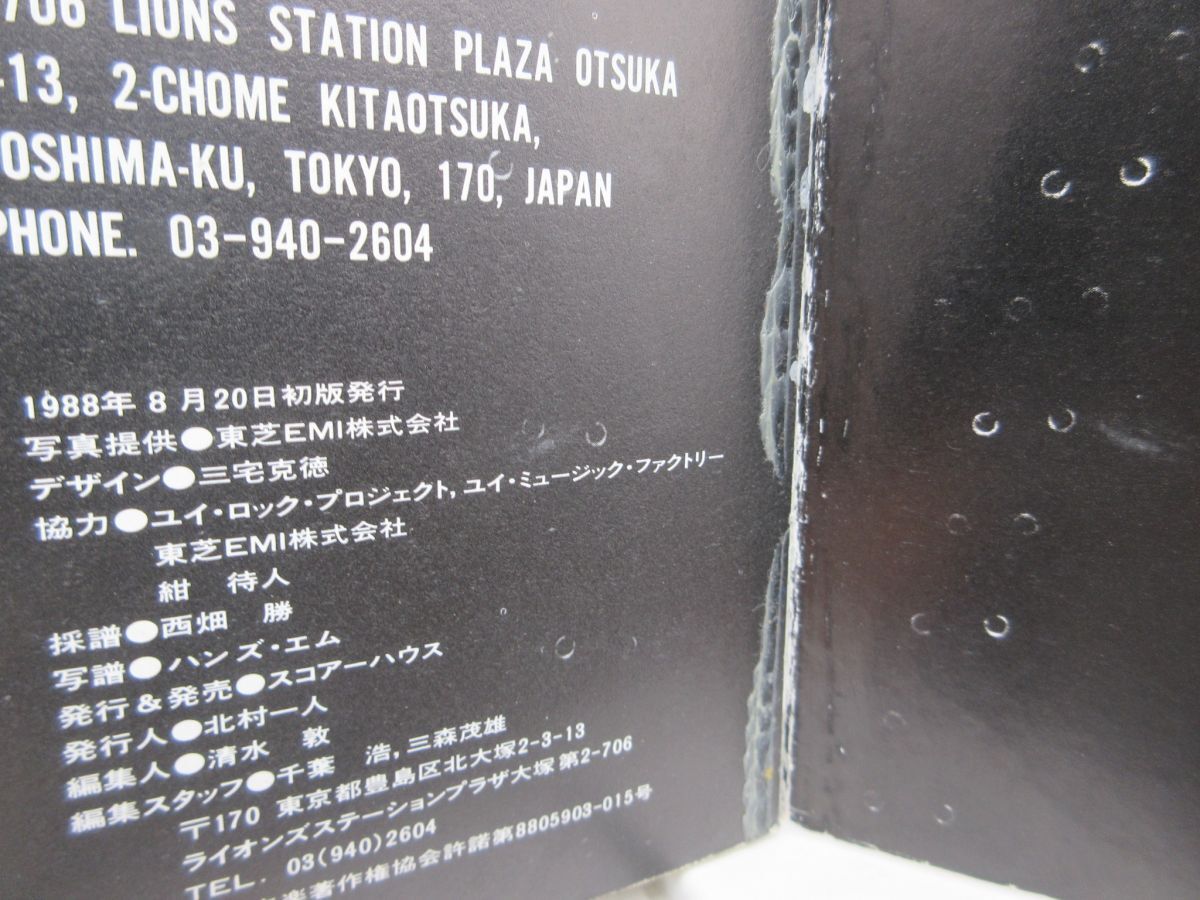 706 LIONS STATION PLAZA OTSUKA
-13, 2-CHOME KITAOTSUKA,
OSHIMA-KU, TOKYO, 170, JAPAN
PHONE. 03-940-2604
1988年8月20日初版発行
写真提供●東芝EMI株式会社
デザイン●三宅克徳
協力●ユイ・ロック・プロジェクト, ユイ・ミュージック・ファクトリー
東芝EMI株式会社
紺 待人
採譜●西畑 勝
写譜●ハンズ・エム
発行&発売●スコアーハウス
発行人●北村一人
編集人●清水 敦
編集スタッフ●千葉 浩, 三森茂雄
〒170 東京都豊島区北大塚2-3-13
ライオンズステーションプラザ大塚第2-706
TEL. 03(940)2604
楽著作権協会許諾第8805903-015号